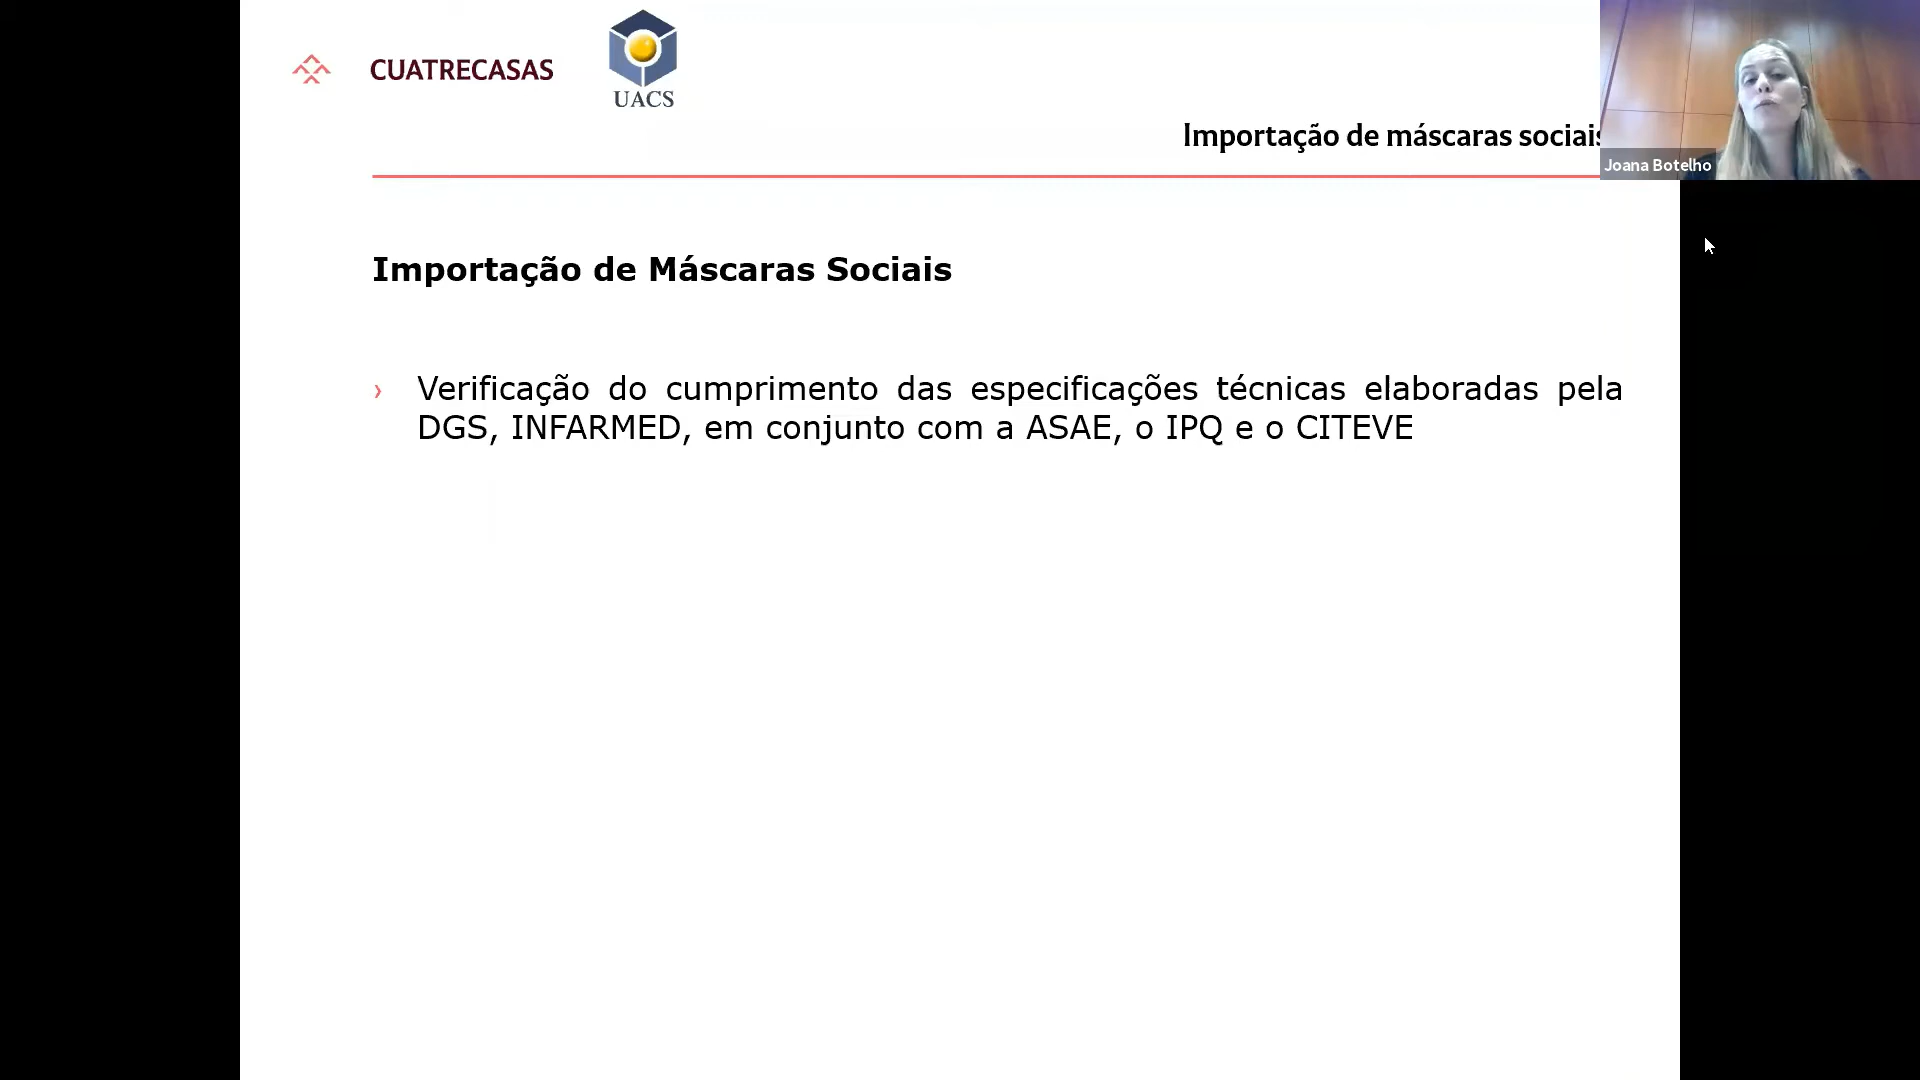 CUATRECASAS
UACS
Importação de máscaras sociais
Joana Botelho
Importação de Máscaras Sociais
› Verificação do cumprimento das especificações técnicas elaboradas pela
DGS, INFARMED, em conjunto com a ASAE, o IPQ e o CITEVE